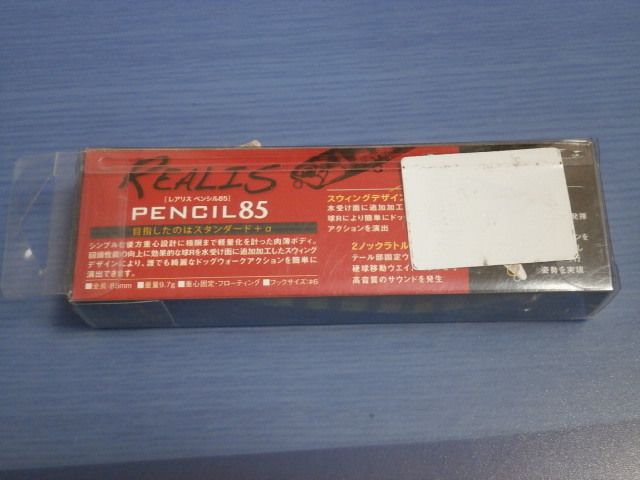 REALIS
[レアリス ペンシル85]
PENCIL85
目指したのはスタンダード+α
シンプルな後方重心設計に極限まで軽量化を計った肉薄ボディ。
回頭性能の向上に効果的な球Rを水受け面に追加加工したスウィング
デザインにより、誰でも綺麗なドッグウォークアクションを簡単に
演出できます。
■全長:85mm ■重量9.7g ■重心固定・フローティング ■フックサイズ:#6
スウィングデザイン
水受け面に追加加工
球Rにより簡単にドッ
アクションを演出
2ノックラトル
テール部固定ウ
硬球移動ウエイ
高音質のサウンドを発生
発揮
を
姿勢を実現